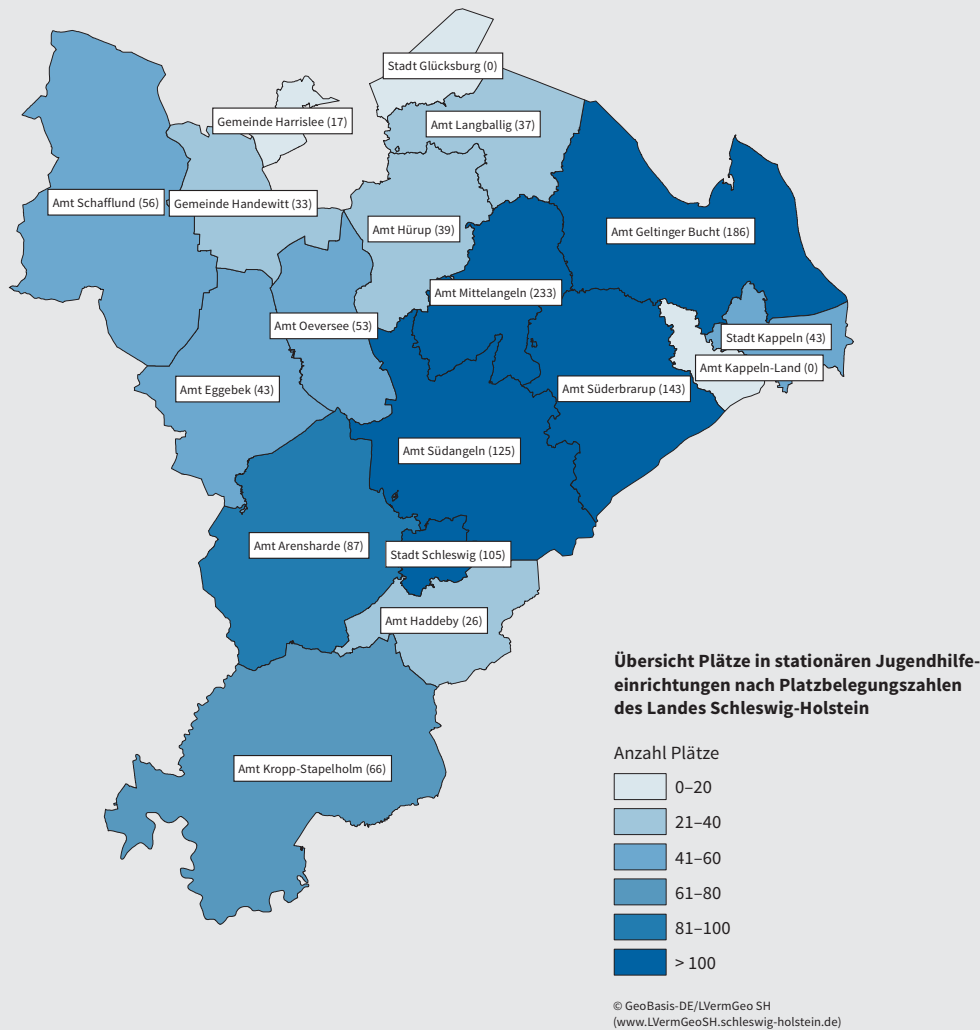 Stadt Glücksburg (0)
Gemeinde Harrislee (17)
Amt Langballig (37)
Amt Schafflund (56)
Gemeinde Handewitt (33)
Amt Hürup (39)
Amt Geltinger Bucht (186)
Amt Mittelangeln (233)
Amt Oeversee (53)
Stadt Kappeln (43)
Amt Kappeln-Land (0)
Amt Eggebek (43)
Amt Süderbrarup (143)
Amt Südangeln (125)
Amt Arensharde (87)
Stadt Schleswig (105)
Amt Haddeby (26)
Amt Kropp-Stapelholm (66)
Übersicht Plätze in stationären Jugendhilfe-
einrichtungen nach Platzbelegungszahlen
des Landes Schleswig-Holstein
Anzahl Plätze
0–20
21–40
41–60
61–80
81–100
> 100
© GeoBasis-DE/LVermGeo SH
(www.LVermGeoSH.schleswig-holstein.de)